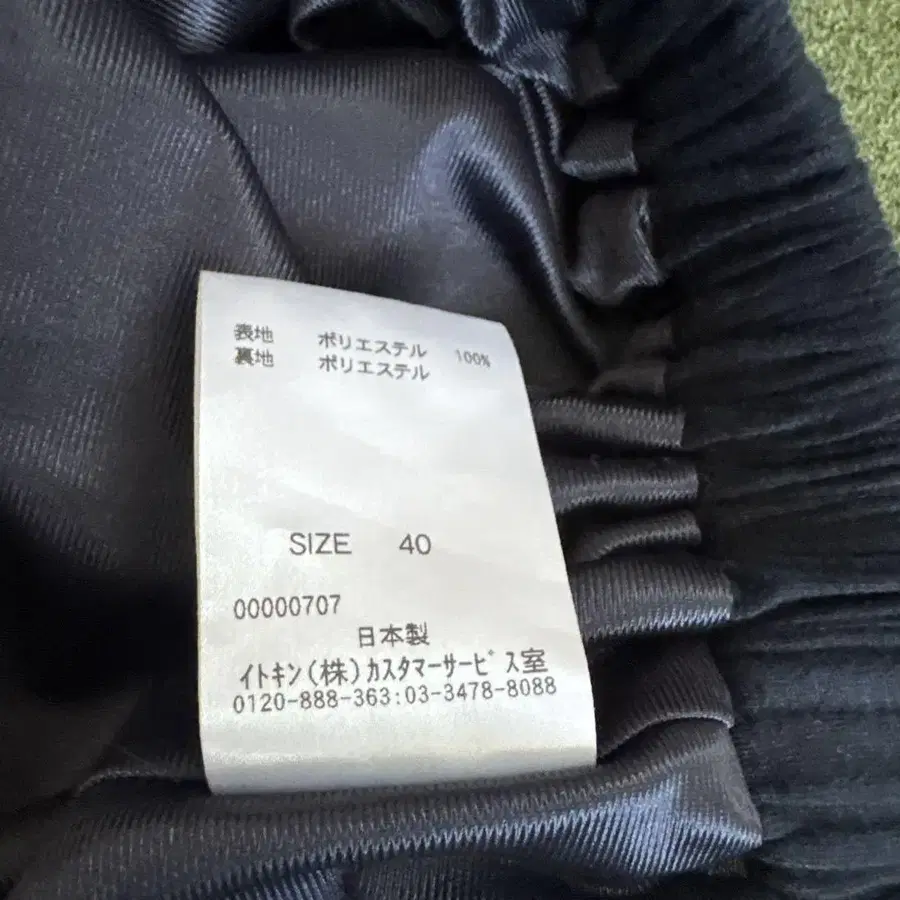 表地 ポリエステル 100%
裏地 ポリエステル
SIZE 40
00000707
日本製
ｲﾄｷﾝ(株)ｶｽﾀﾏｰｻｰﾋﾞｽ室
0120-888-363:03-3478-8088